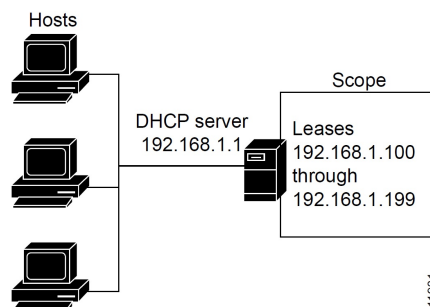 Hosts
Scope
DHCP server
192.168.1.1
Leases
192.168.1.100
through
192.168.1.199